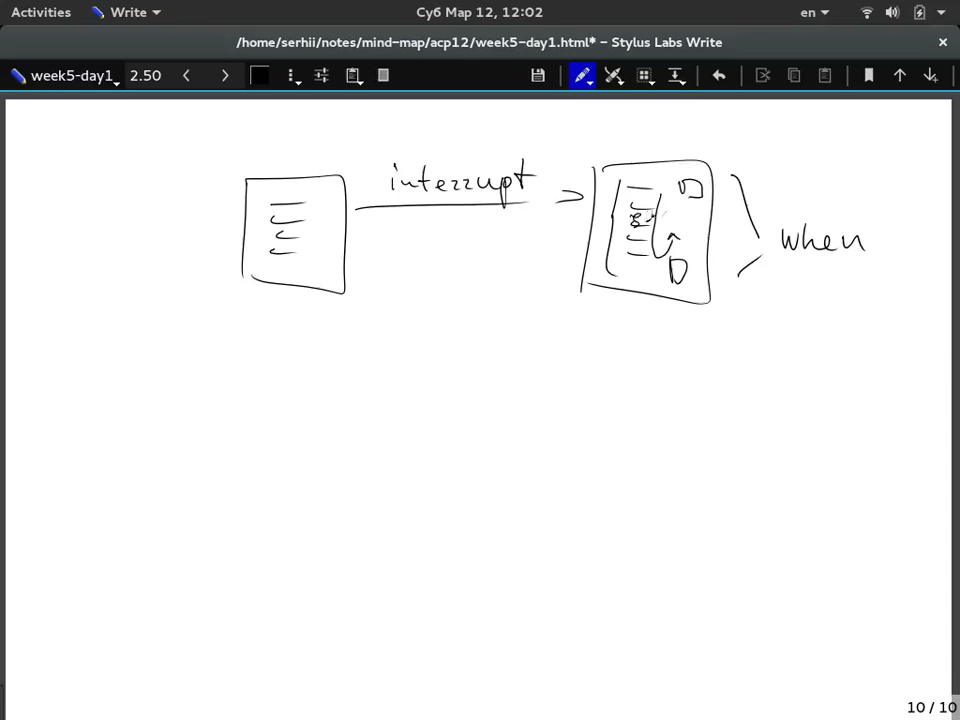 Activities Write Суб Мар 12, 12:02 en
/home/serhii/notes/mind-map/acp12/week5-day1.html* – Stylus Labs Write ×
week5-day1 2.50
interrupt
when
10 / 10